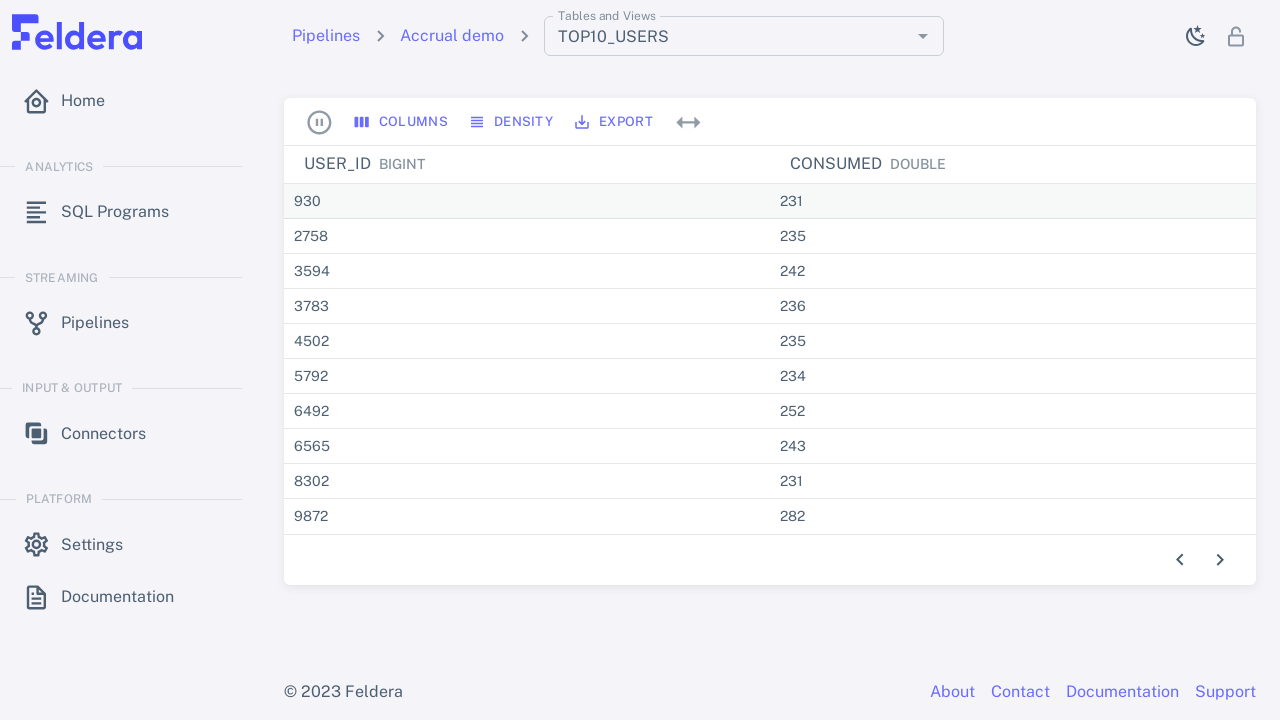 Feldera
Pipelines
Accrual demo
Tables and Views
TOP10_USERS
Home
ANALYTICS
SQL Programs
STREAMING
Pipelines
INPUT & OUTPUT
Connectors
PLATFORM
Settings
Documentation
COLUMNS DENSITY EXPORT
USER_ID BIGINT CONSUMED DOUBLE
930 231
2758 235
3594 242
3783 236
4502 235
5792 234
6492 252
6565 243
8302 231
9872 282
© 2023 Feldera About Contact Documentation Support